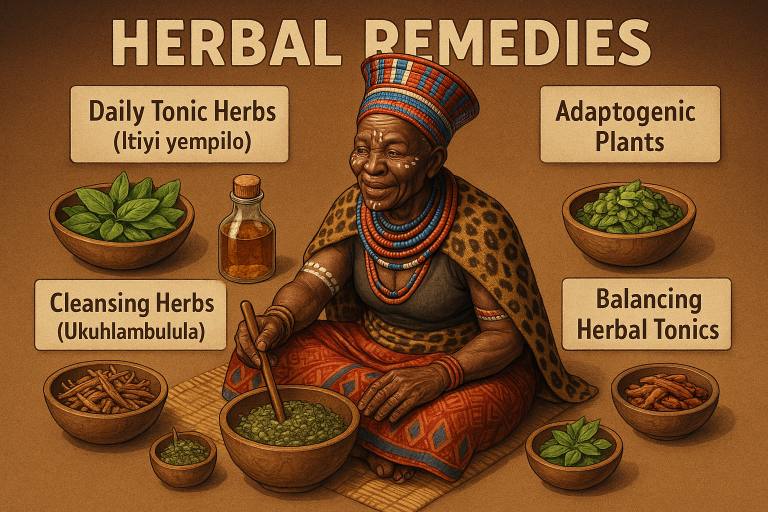 HERBAL REMEDIES
Daily Tonic Herbs
(Itiyi yempilo)
Adaptogenic
Plants
Cleansing Herbs
(Ukuhlambulula)
Balancing
Herbal Tonics